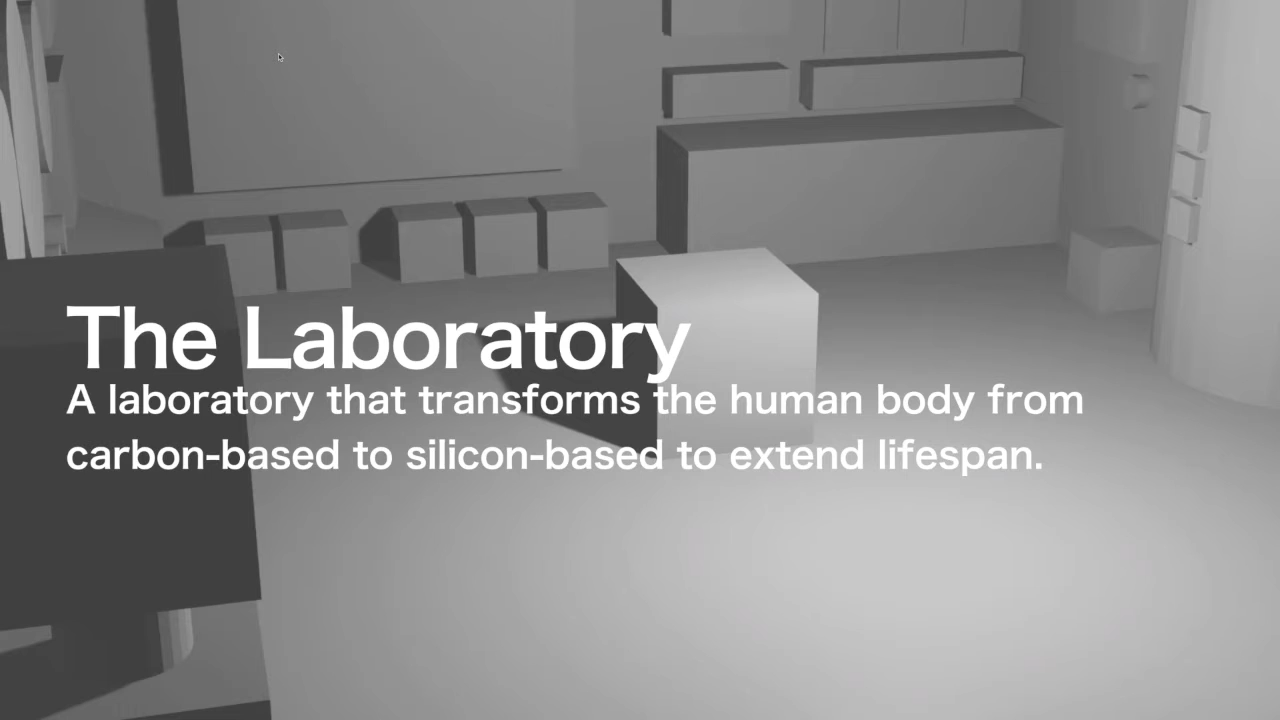 The Laboratory
A laboratory that transforms the human body from
carbon-based to silicon-based to extend lifespan.